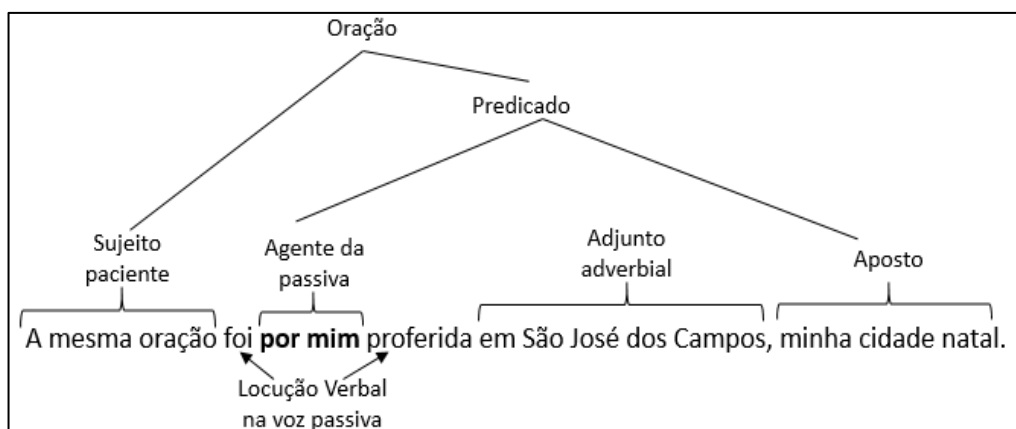 Oração
Predicado
Sujeito
paciente
Agente da
passiva
Adjunto
adverbial
Aposto
A mesma oração foi por mim proferida em São José dos Campos, minha cidade natal.
Locução Verbal
na voz passiva